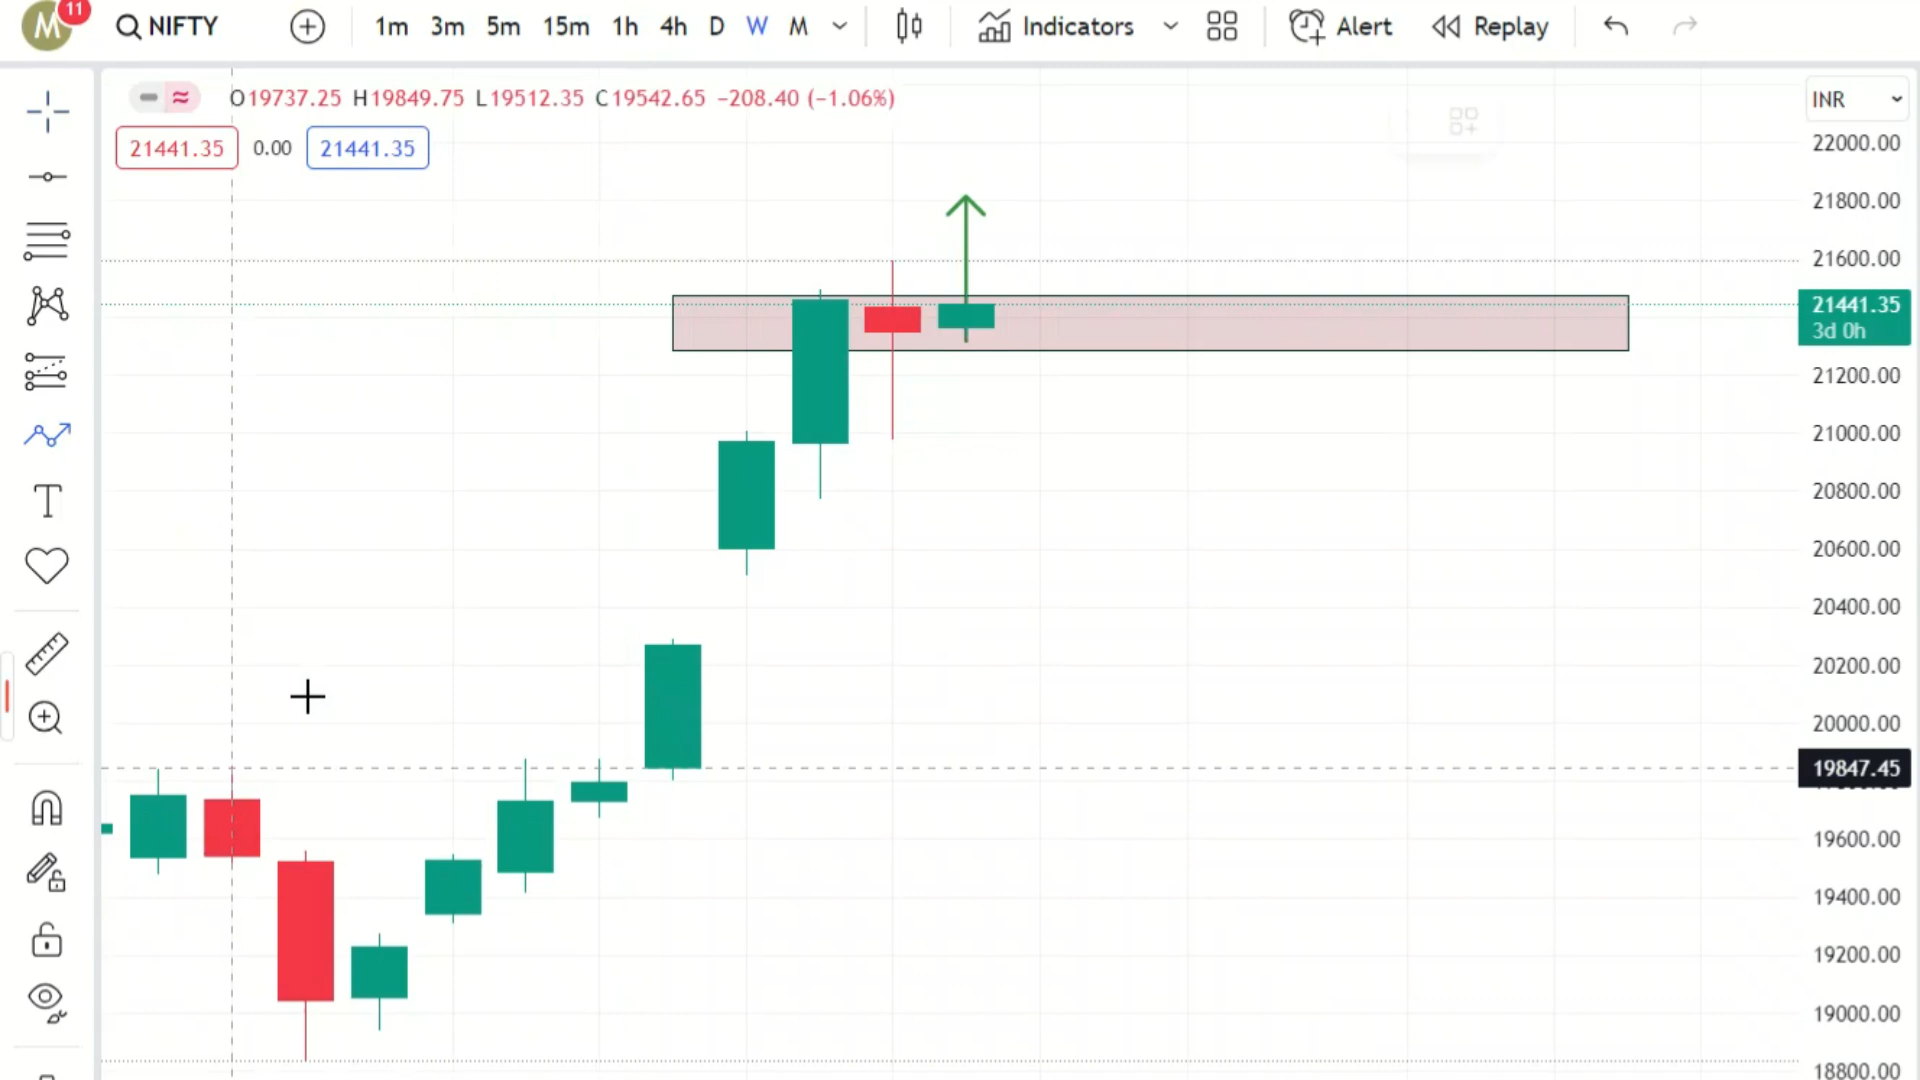 M 11 NIFTY 1m 3m 5m 15m 1h 4h D W M Indicators Alert Replay
O19737.25 H19849.75 L19512.35 C19542.65 −208.40 (−1.06%)
INR
21441.35 0.00 21441.35
22000.00
21800.00
21600.00
21441.35
3d 0h
21200.00
21000.00
20800.00
20600.00
20400.00
20200.00
20000.00
19847.45
19600.00
19400.00
19200.00
19000.00
18800.00
T